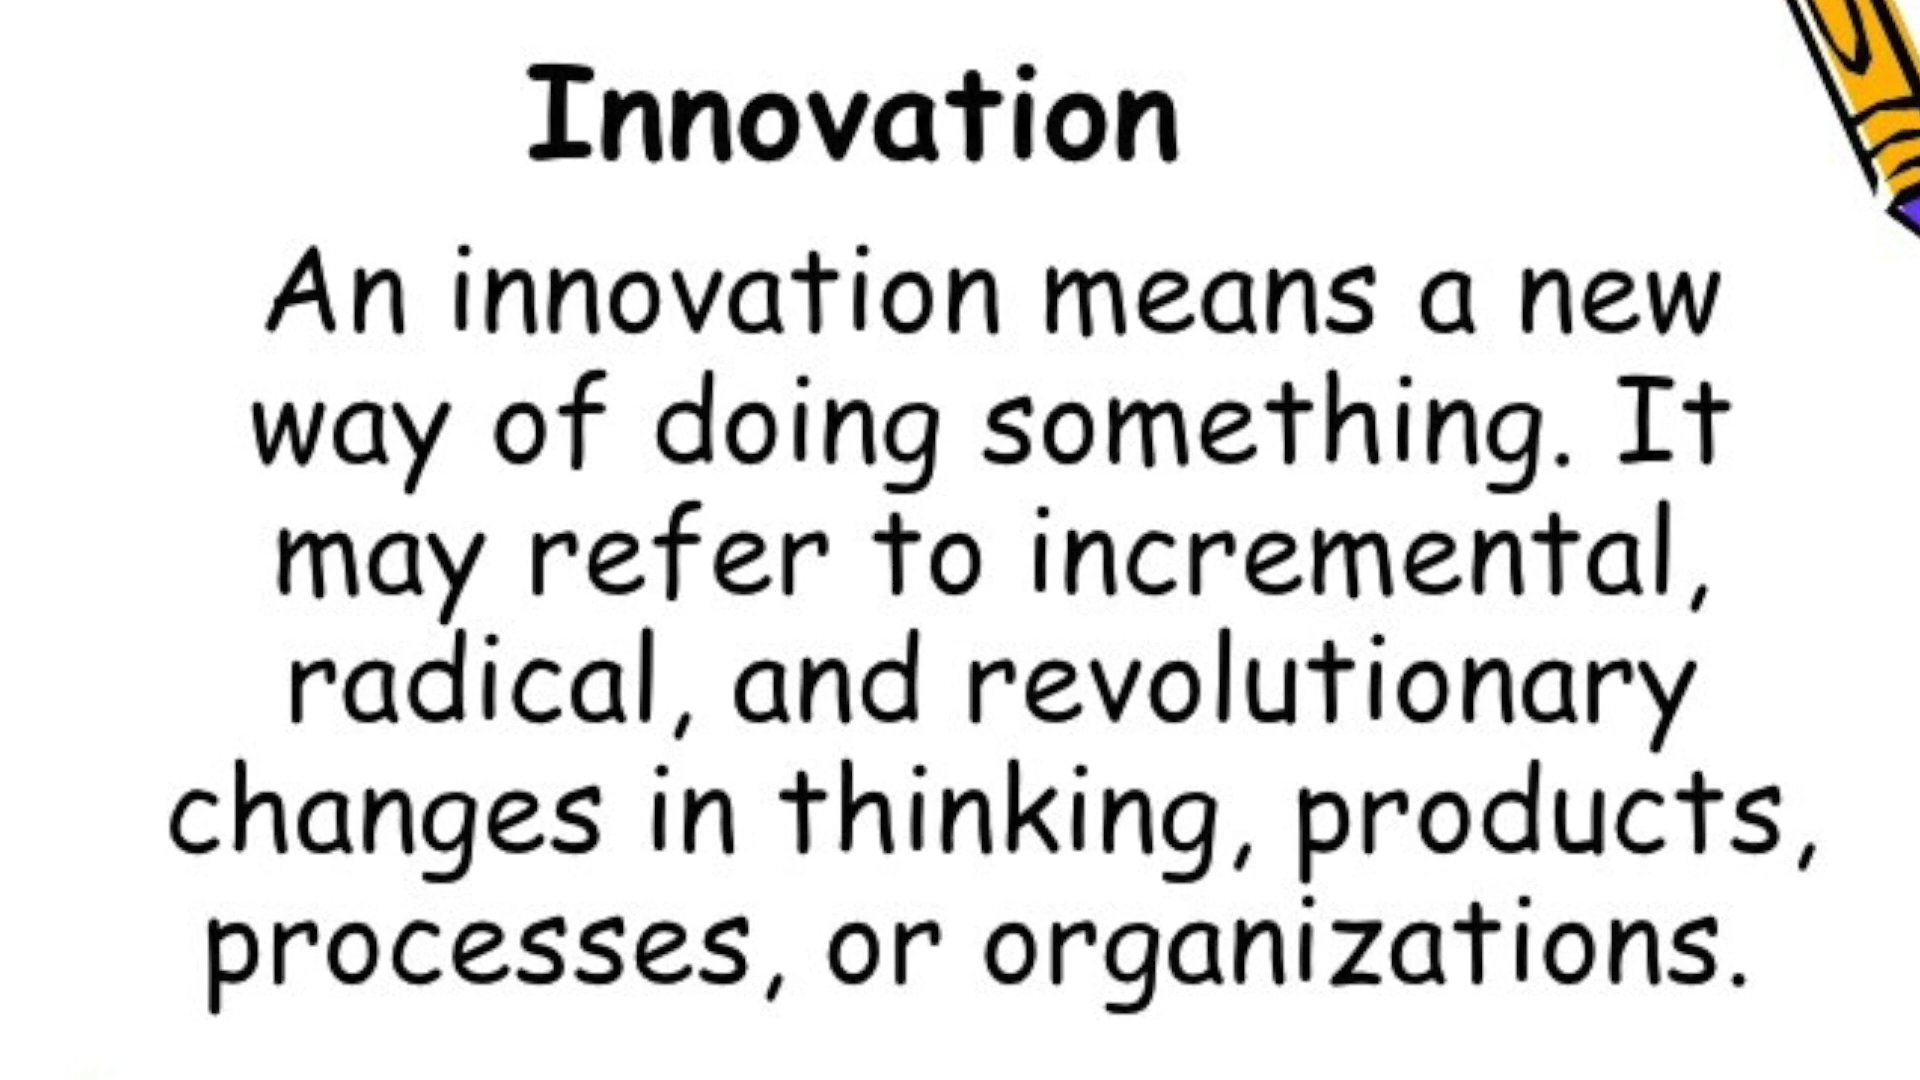 Innovation
An innovation means a new
way of doing something. It
may refer to incremental,
radical, and revolutionary
changes in thinking, products,
processes, or organizations.